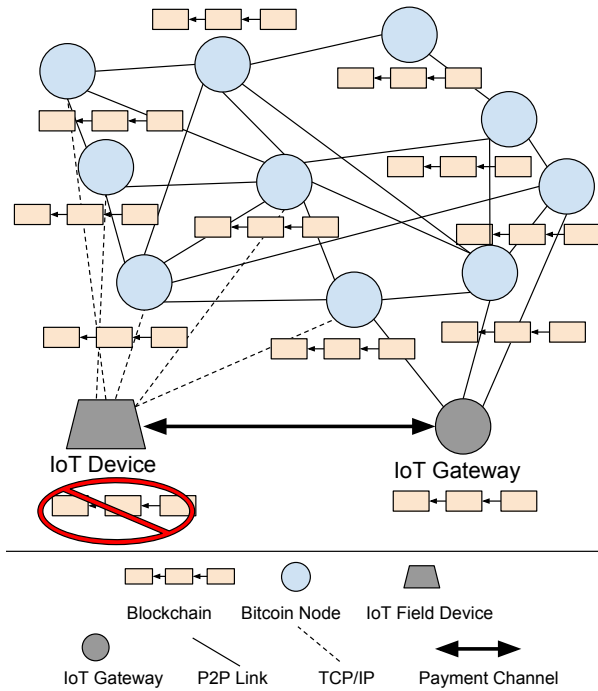 IoT Device
IoT Gateway
Blockchain
Bitcoin Node
IoT Field Device
IoT Gateway
P2P Link
TCP/IP
Payment Channel